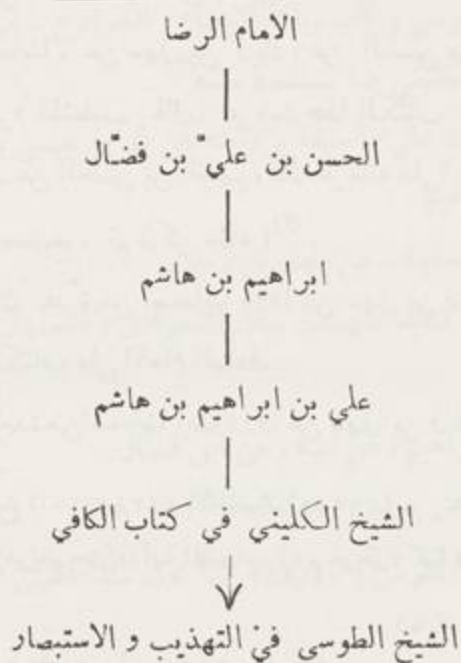 الامام الرضا
الحسن بن عليّ بن فضّال
ابراهيم بن هاشم
علي بن ابراهيم بن هاشم
الشيخ الكليني في كتاب الكافي
الشيخ الطوسى في التهذيب و الاستبصار